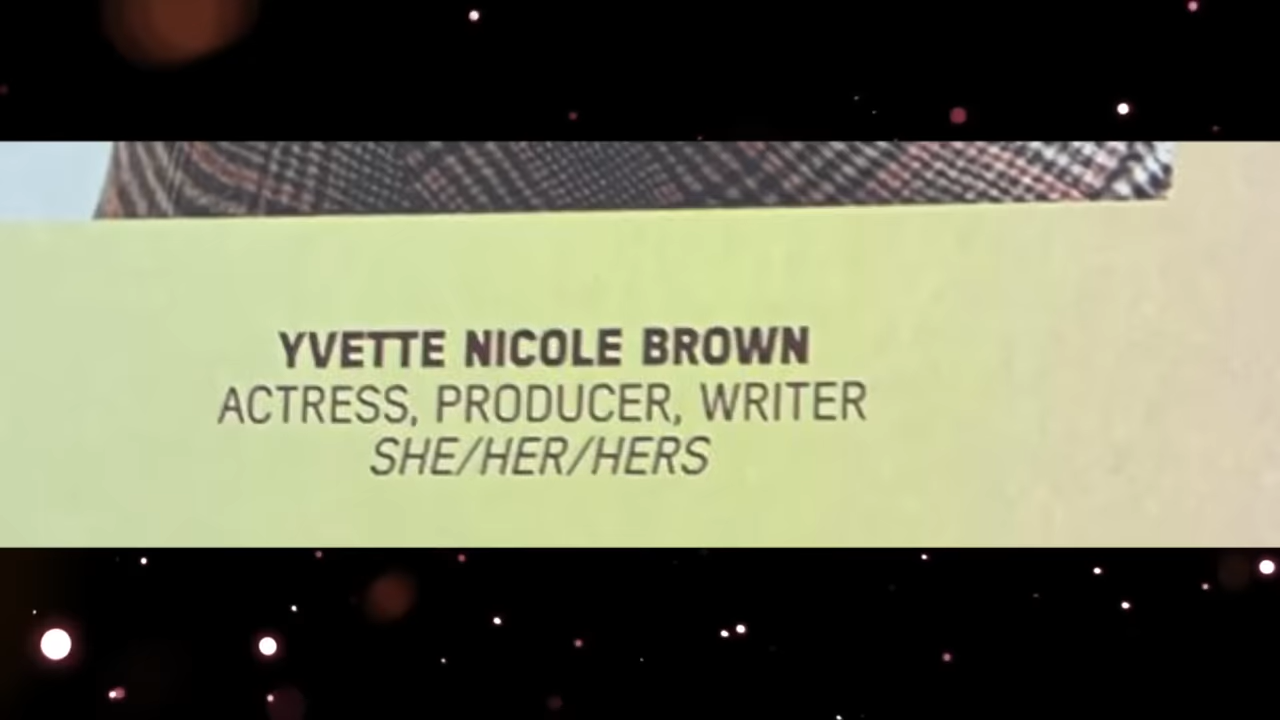 YVETTE NICOLE BROWN
ACTRESS, PRODUCER, WRITER
SHE/HER/HERS